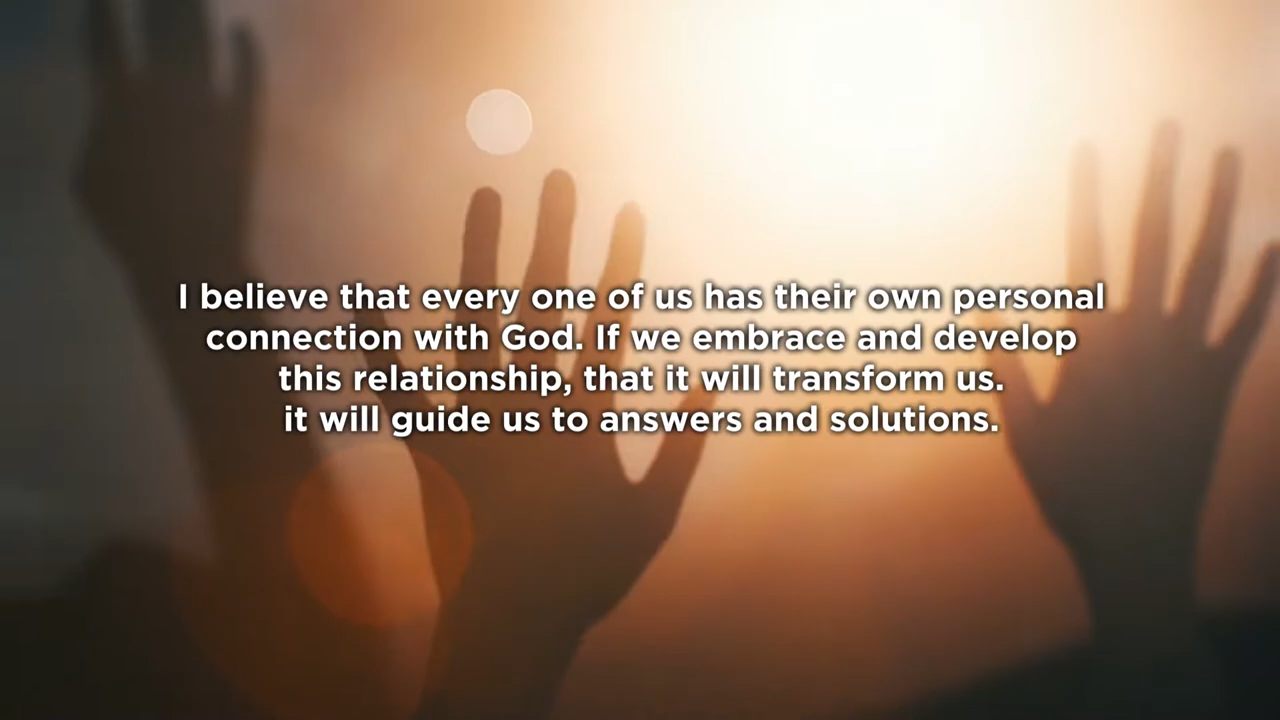 I believe that every one of us has their own personal
connection with God. If we embrace and develop
this relationship, that it will transform us.
it will guide us to answers and solutions.